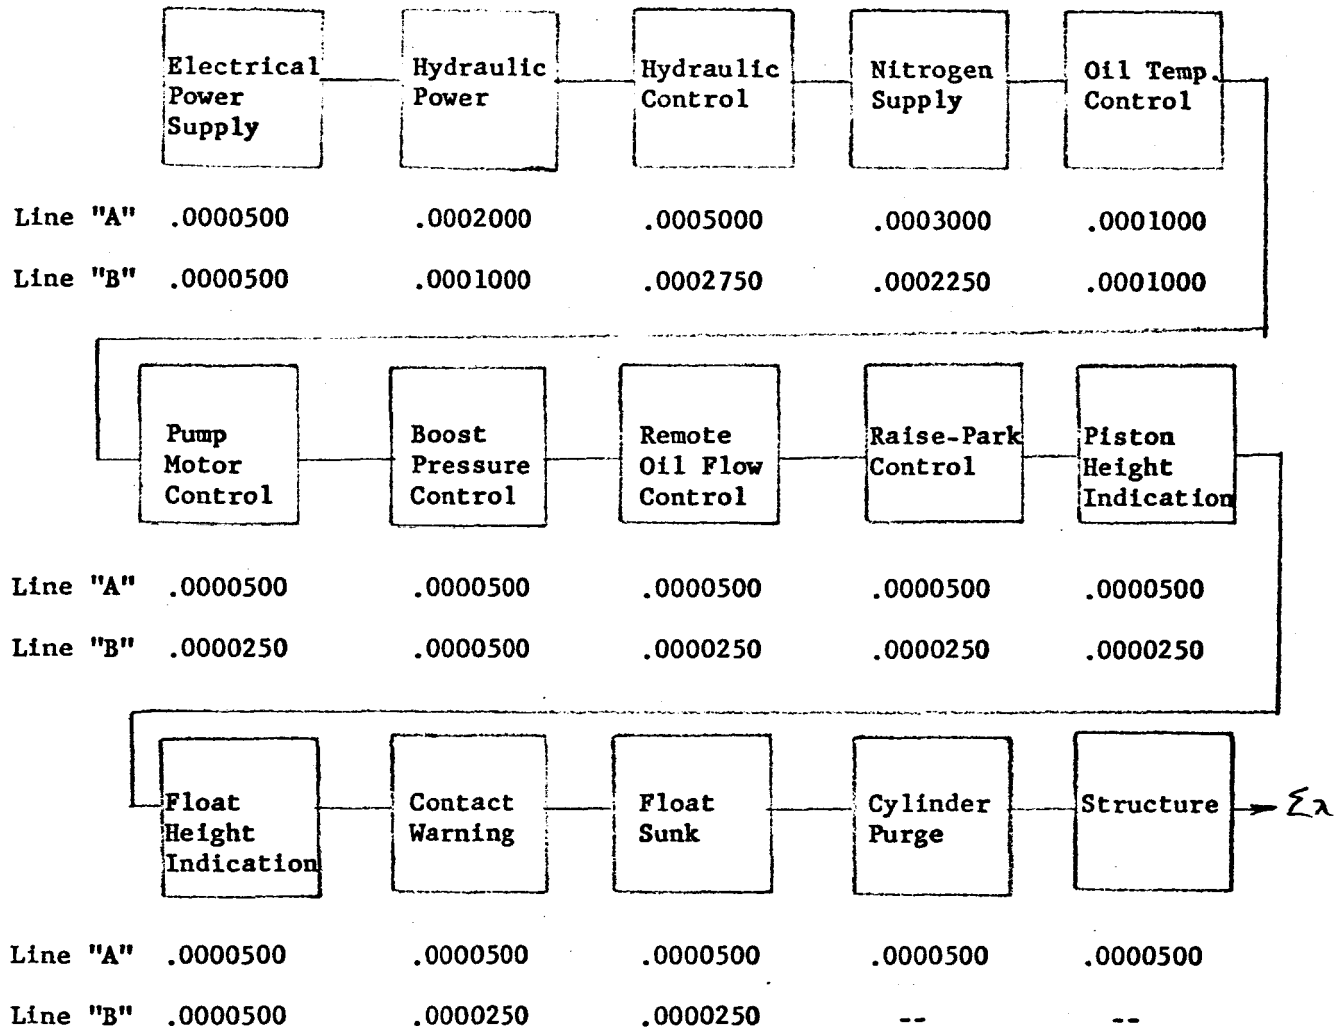 Electrical Power Supply
Hydraulic Power
Hydraulic Control
Nitrogen Supply
Oil Temp. Control
Line "A" .0000500 .0002000 .0005000 .0003000 .0001000
Line "B" .0000500 .0001000 .0002750 .0002250 .0001000
Pump Motor Control
Boost Pressure Control
Remote Oil Flow Control
Raise-Park Control
Piston Height Indication
Line "A" .0000500 .0000500 .0000500 .0000500 .0000500
Line "B" .0000250 .0000500 .0000250 .0000250 .0000250
Float Height Indication
Contact Warning
Float Sunk
Cylinder Purge
Structure
Σλ
Line "A" .0000500 .0000500 .0000500 .0000500 .0000500
Line "B" .0000500 .0000250 .0000250 -- --